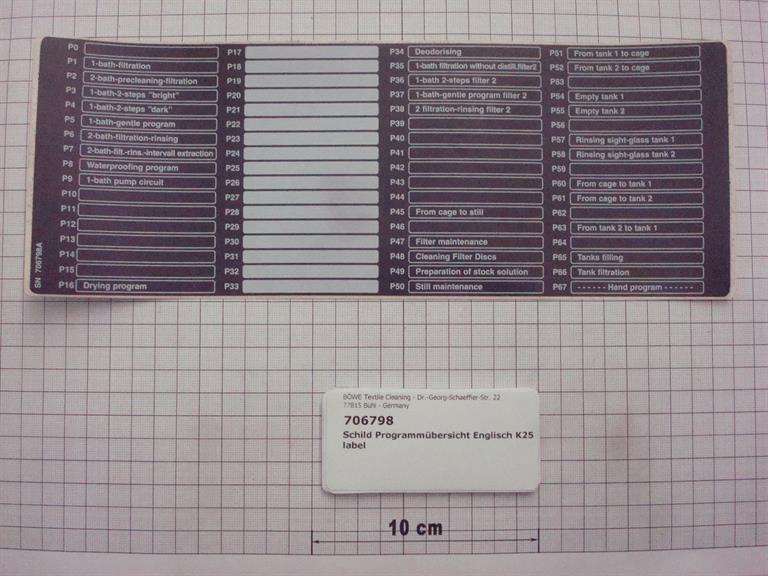 P0
P1 1-bath-filtration
P2 2-bath-precleaning-filtration
P3 1-bath-2-steps "bright"
P4 1-bath-2-steps "dark"
P5 1-bath-gentle program
P6 2-bath-filtration-rinsing
P7 2-bath-filt.-rins.-intervall extraction
P8 Waterproofing program
P9 1-bath pump circuit
P10
P11
P12
P13
P14
P15
P16 Drying program
SN 706798A
P17
P18
P19
P20
P21
P22
P23
P24
P25
P26
P27
P28
P29
P30
P31
P32
P33
P34 Deodorising
P35 1-bath filtration without distill.filter2
P36 1-bath 2-steps filter 2
P37 1-bath-gentle program filter 2
P38 2 filtration-rinsing filter 2
P39
P40
P41
P42
P43
P44
P45 From cage to still
P46
P47 Filter maintenance
P48 Cleaning Filter Discs
P49 Preparation of stock solution
P50 Still maintenance
P51 From tank 1 to cage
P52 From tank 2 to cage
P53
P54 Empty tank 1
P55 Empty tank 2
P56
P57 Rinsing sight-glass tank 1
P58 Rinsing sight-glass tank 2
P59
P60 From cage to tank 1
P61 From cage to tank 2
P62
P63 From tank 2 to tank 1
P64
P65 Tanks filling
P66 Tank filtration
P67 ------ Hand program ------
BÖWE Textile Cleaning - Dr.-Georg-Schaeffler-Str. 22
77815 Bühl - Germany
706798
Schild Programmübersicht Englisch K25
label
10 cm